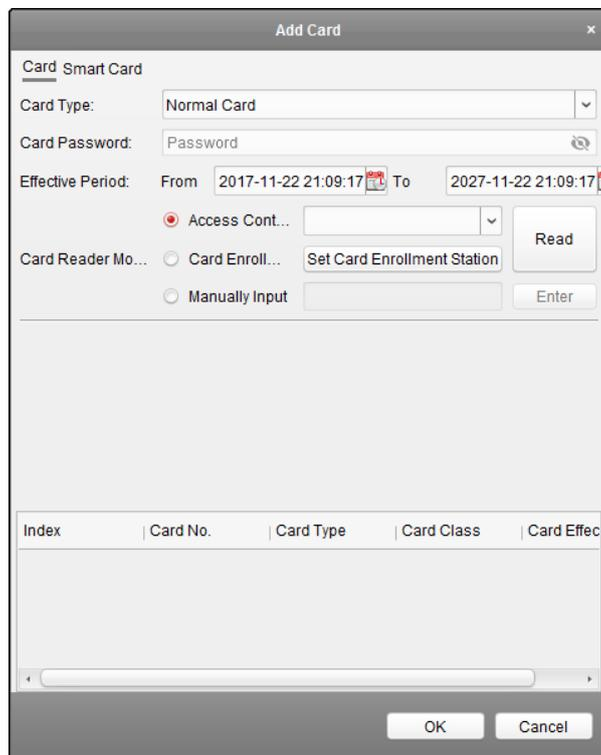 Add Card ×
Card Smart Card
Card Type: Normal Card
Card Password: Password
Effective Period: From 2017-11-22 21:09:17 To 2027-11-22 21:09:17
Access Cont...
Read
Card Reader Mo... Card Enroll... Set Card Enrollment Station
Manually Input Enter
Index Card No. Card Type Card Class Card Effec
OK Cancel